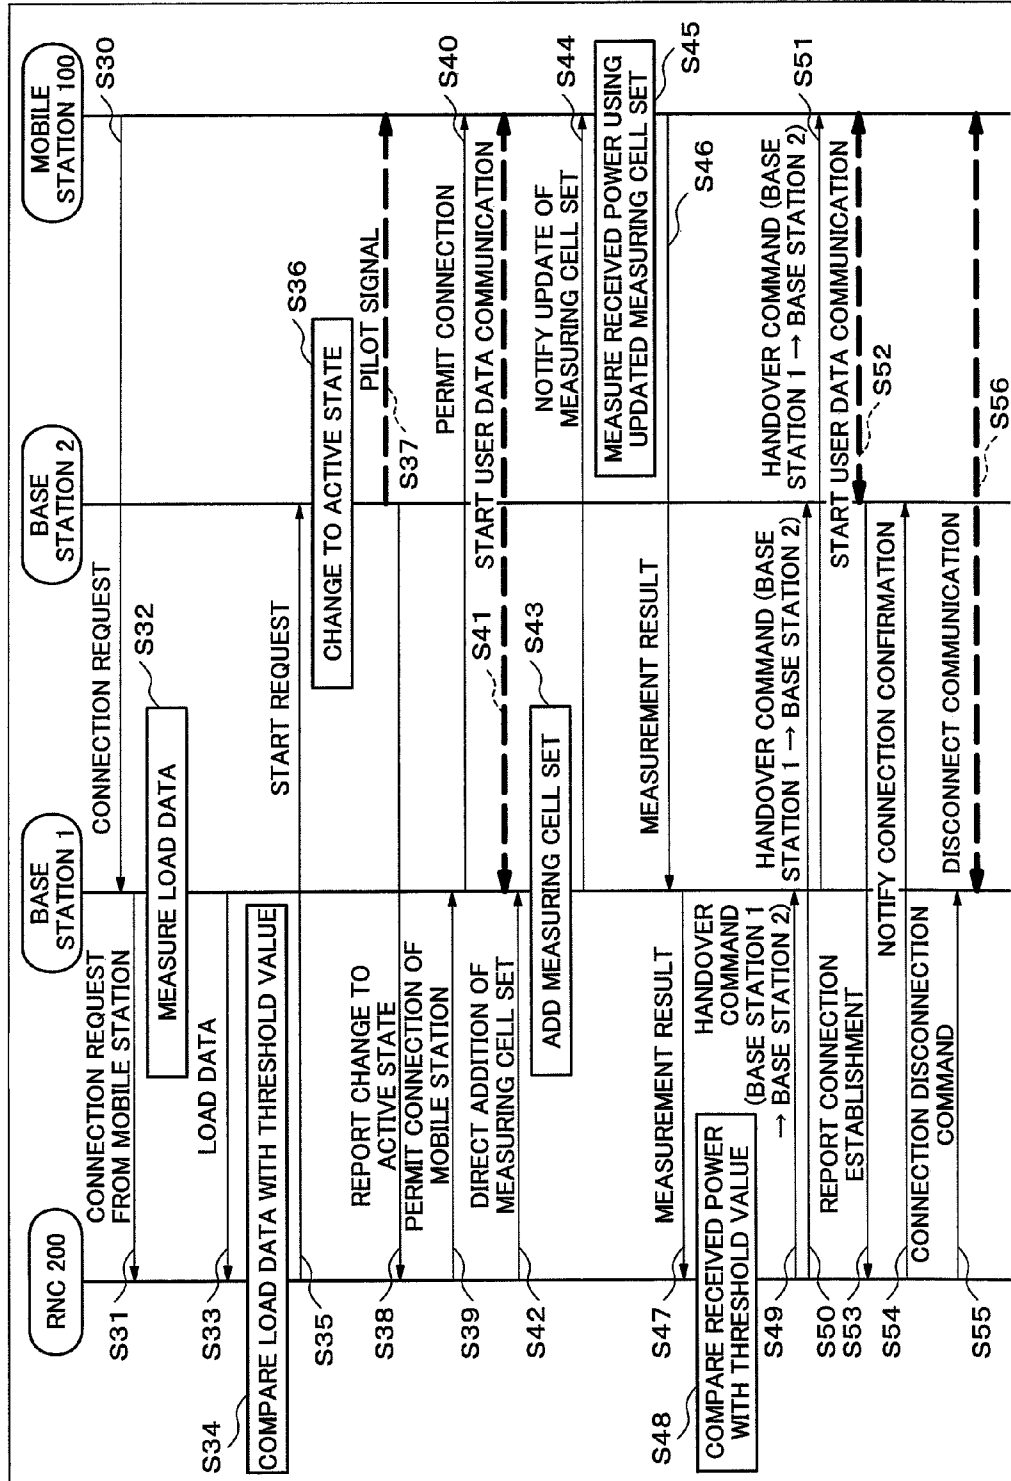 RNC 200
BASE
STATION 1
BASE
STATION 2
MOBILE
STATION 100
CONNECTION REQUEST
S30
CONNECTION REQUEST
FROM MOBILE STATION
S31
MEASURE LOAD DATA
S32
LOAD DATA
S33
COMPARE LOAD DATA WITH THRESHOLD VALUE
S34
START REQUEST
S35
CHANGE TO ACTIVE STATE
S36
PILOT SIGNAL
S37
REPORT CHANGE TO
ACTIVE STATE
S38
PERMIT CONNECTION OF
MOBILE STATION
S39
PERMIT CONNECTION
S40
START USER DATA COMMUNICATION
S41
DIRECT ADDITION OF
MEASURING CELL SET
S42
ADD MEASURING CELL SET
S43
NOTIFY UPDATE OF
MEASURING CELL SET
S44
MEASURE RECEIVED POWER USING
UPDATED MEASURING CELL SET
S45
MEASUREMENT RESULT
S46
MEASUREMENT RESULT
S47
COMPARE RECEIVED POWER
WITH THRESHOLD VALUE
S48
HANDOVER
COMMAND
(BASE STATION 1
→ BASE STATION 2)
S49
HANDOVER COMMAND (BASE
STATION 1 → BASE STATION 2)
S50
HANDOVER COMMAND (BASE
STATION 1 → BASE STATION 2)
S51
START USER DATA COMMUNICATION
S52
REPORT CONNECTION
ESTABLISHMENT
S53
NOTIFY CONNECTION CONFIRMATION
S54
CONNECTION DISCONNECTION
COMMAND
S55
DISCONNECT COMMUNICATION
S56